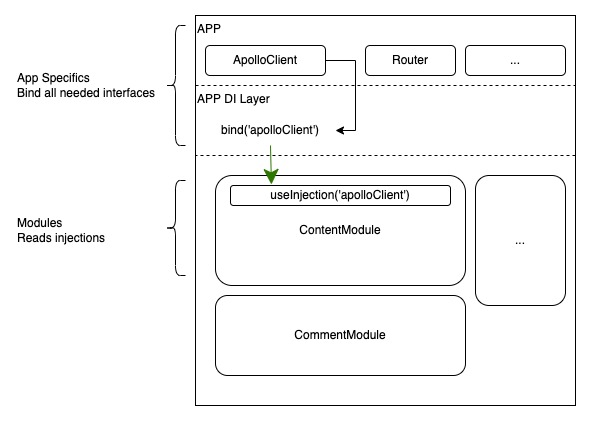 APP
ApolloClient
Router
...
App Specifics
Bind all needed interfaces
APP DI Layer
bind('apolloClient')
useInjection('apolloClient')
ContentModule
...
Modules
Reads injections
CommentModule